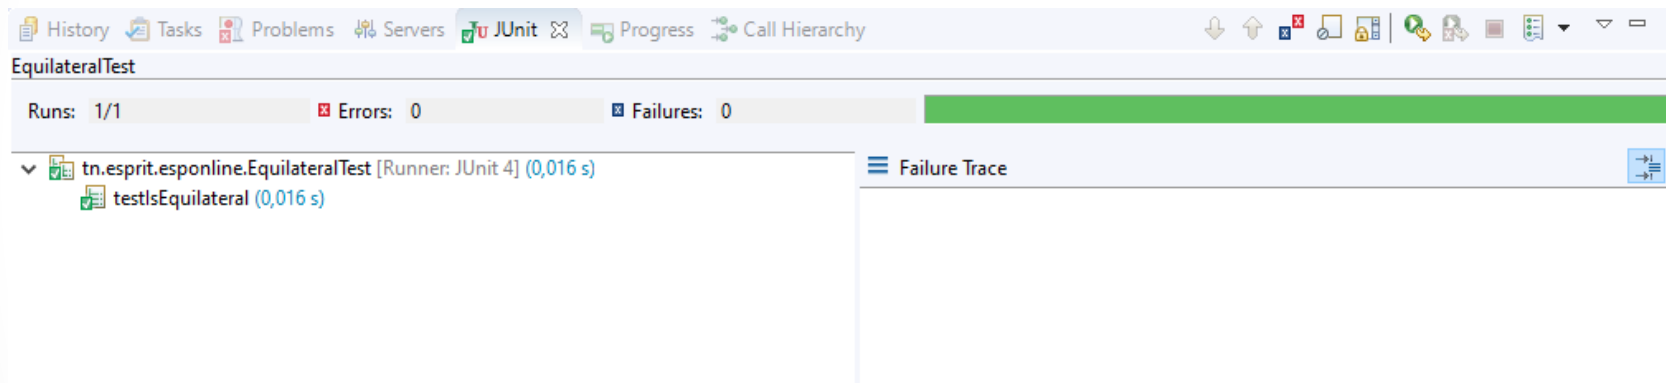 History Tasks Problems Servers JUnit Progress Call Hierarchy
EquilateralTest
Runs: 1/1 Errors: 0 Failures: 0
tn.esprit.esponline.EquilateralTest [Runner: JUnit 4] (0,016 s)
testIsEquilateral (0,016 s)
Failure Trace